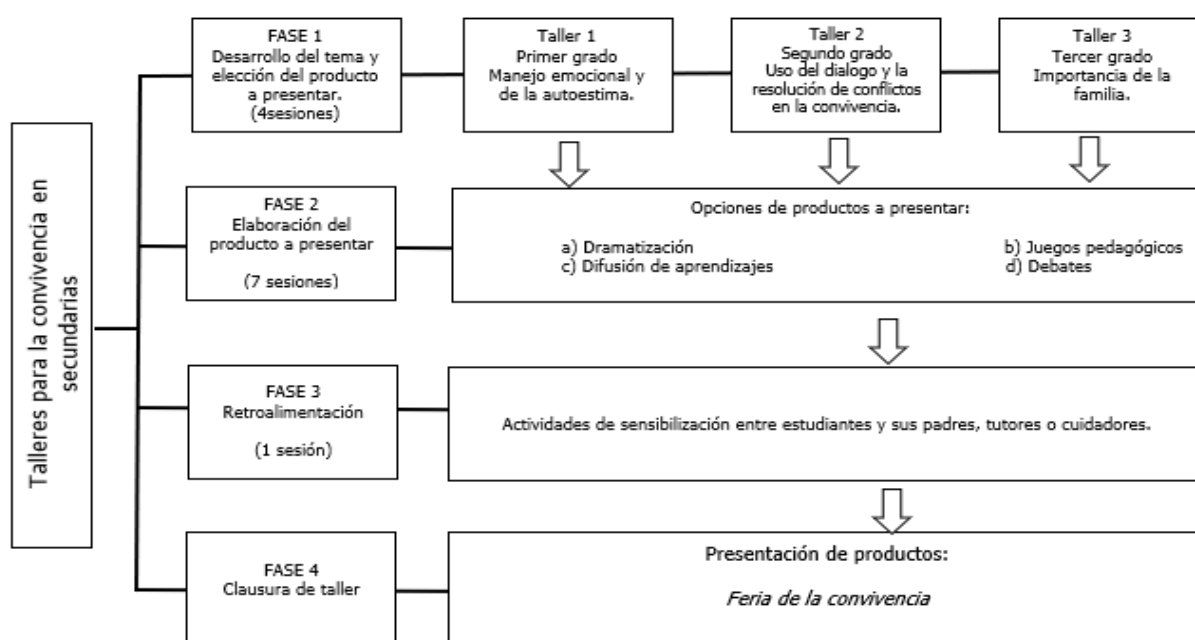 Talleres para la convivencia en
secundarias
FASE 1
Desarrollo del tema y
elección del producto
a presentar.
(4sesiones)
Taller 1
Primer grado
Manejo emocional y
de la autoestima.
Taller 2
Segundo grado
Uso del dialogo y la
resolución de conflictos
en la convivencia.
Taller 3
Tercer grado
Importancia de la
familia.
FASE 2
Elaboración del
producto a presentar
(7 sesiones)
Opciones de productos a presentar:
a) Dramatización
b) Juegos pedagógicos
c) Difusión de aprendizajes
d) Debates
FASE 3
Retroalimentación
(1 sesión)
Actividades de sensibilización entre estudiantes y sus padres, tutores o cuidadores.
FASE 4
Clausura de taller
Presentación de productos:
Feria de la convivencia